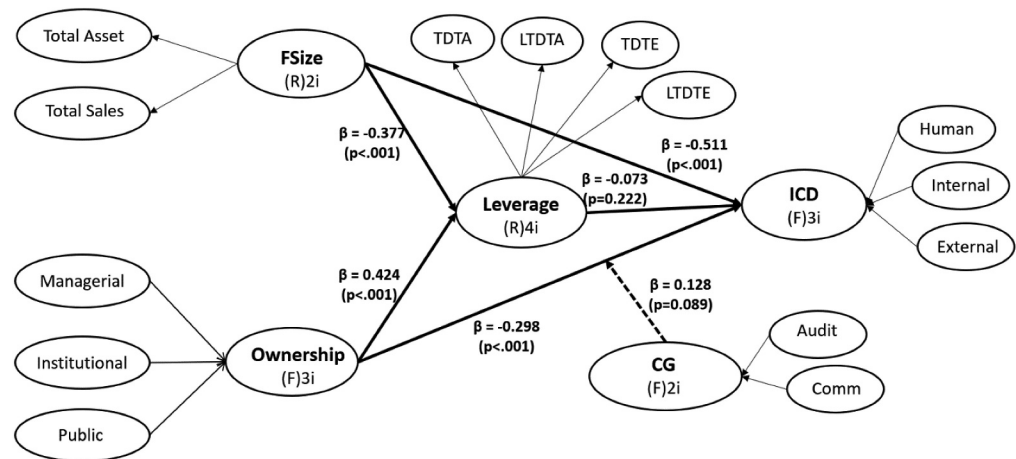 Total Asset
Total Sales
FSize
(R)2i
TDTA
LTDTA
TDTE
LTDTE
β = -0.377
(p<.001)
β = -0.511
(p<.001)
β = -0.073
(p=0.222)
Leverage
(R)4i
ICD
(F)3i
Human
Internal
External
Managerial
Institutional
Public
β = 0.424
(p<.001)
Ownership
(F)3i
β = -0.298
(p<.001)
β = 0.128
(p=0.089)
CG
(F)2i
Audit
Comm